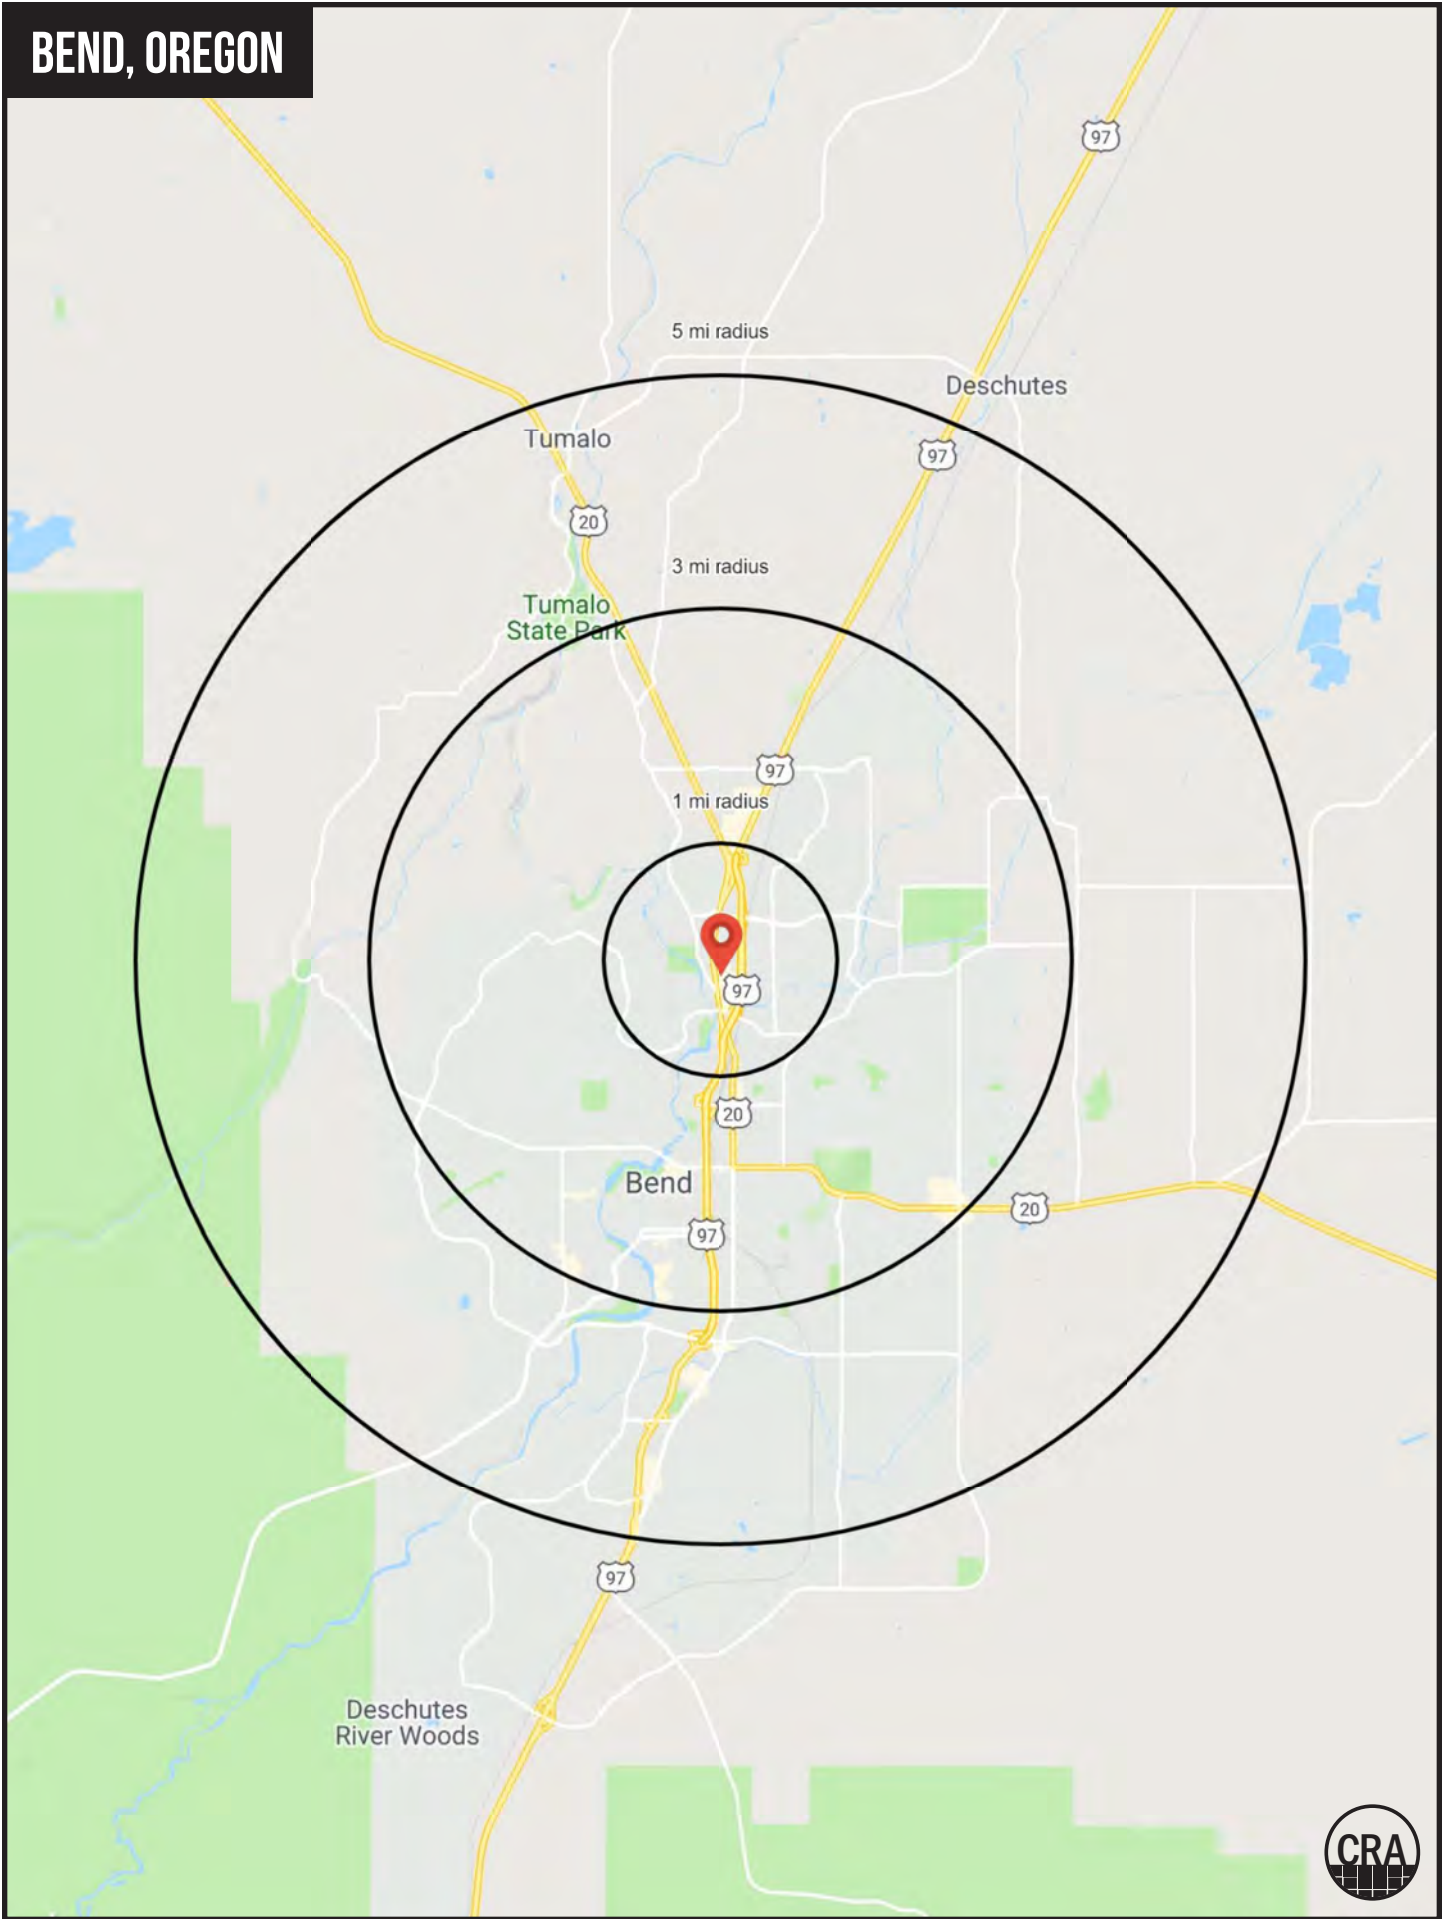 BEND, OREGON
97
5 mi radius
Deschutes
Tumalo
97
20
3 mi radius
Tumalo
State Park
97
1 mi radius
97
20
Bend
20
97
97
Deschutes
River Woods
CRA